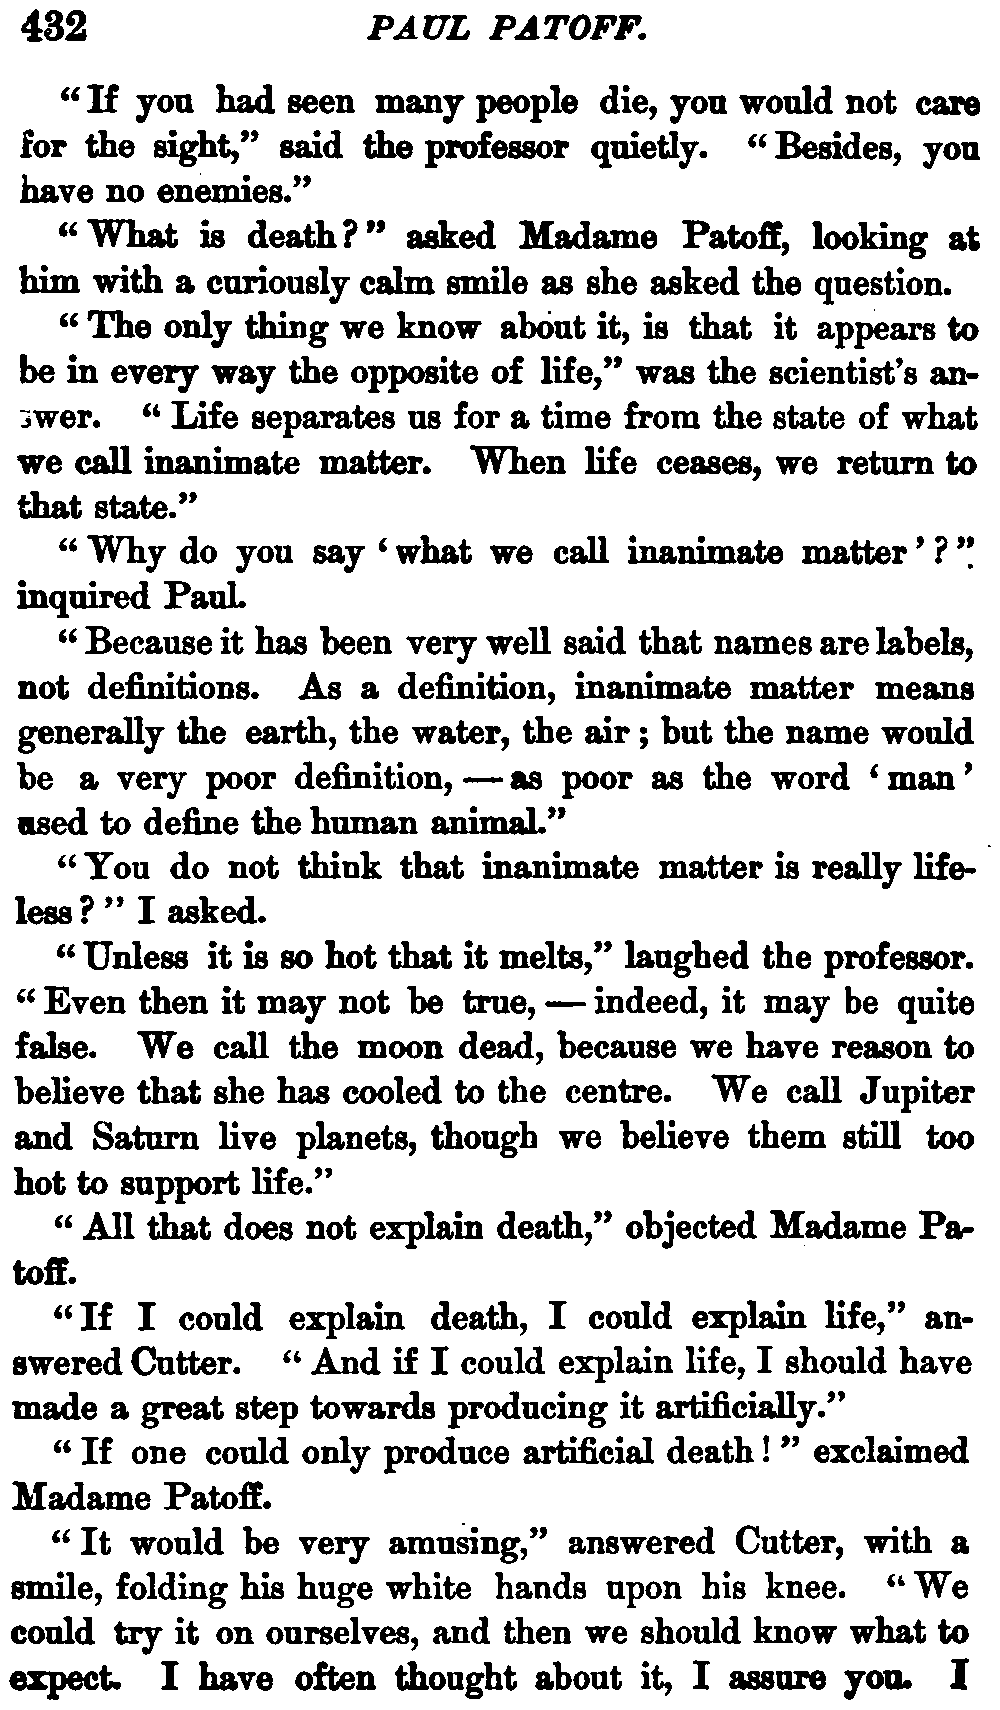 432 PAUL PATOFF.
“If you had seen many people die, you would not care
for the sight,” said the professor quietly. “Besides, you
have no enemies.”
“What is death?” asked Madame Patoff, looking at
him with a curiously calm smile as she asked the question.
“The only thing we know about it, is that it appears to
be in every way the opposite of life,” was the scientist’s an-
swer. “Life separates us for a time from the state of what
we call inanimate matter. When life ceases, we return to
that state.”
“Why do you say ‘what we call inanimate matter’?”
inquired Paul.
“Because it has been very well said that names are labels,
not definitions. As a definition, inanimate matter means
generally the earth, the water, the air; but the name would
be a very poor definition, — as poor as the word ‘man’
used to define the human animal.”
“You do not think that inanimate matter is really life-
less?” I asked.
“Unless it is so hot that it melts,” laughed the professor.
“Even then it may not be true, — indeed, it may be quite
false. We call the moon dead, because we have reason to
believe that she has cooled to the centre. We call Jupiter
and Saturn live planets, though we believe them still too
hot to support life.”
“All that does not explain death,” objected Madame Pa-
toff.
“If I could explain death, I could explain life,” an-
swered Cutter. “And if I could explain life, I should have
made a great step towards producing it artificially.”
“If one could only produce artificial death!” exclaimed
Madame Patoff.
“It would be very amusing,” answered Cutter, with a
smile, folding his huge white hands upon his knee. “We
could try it on ourselves, and then we should know what to
expect. I have often thought about it, I assure you. I